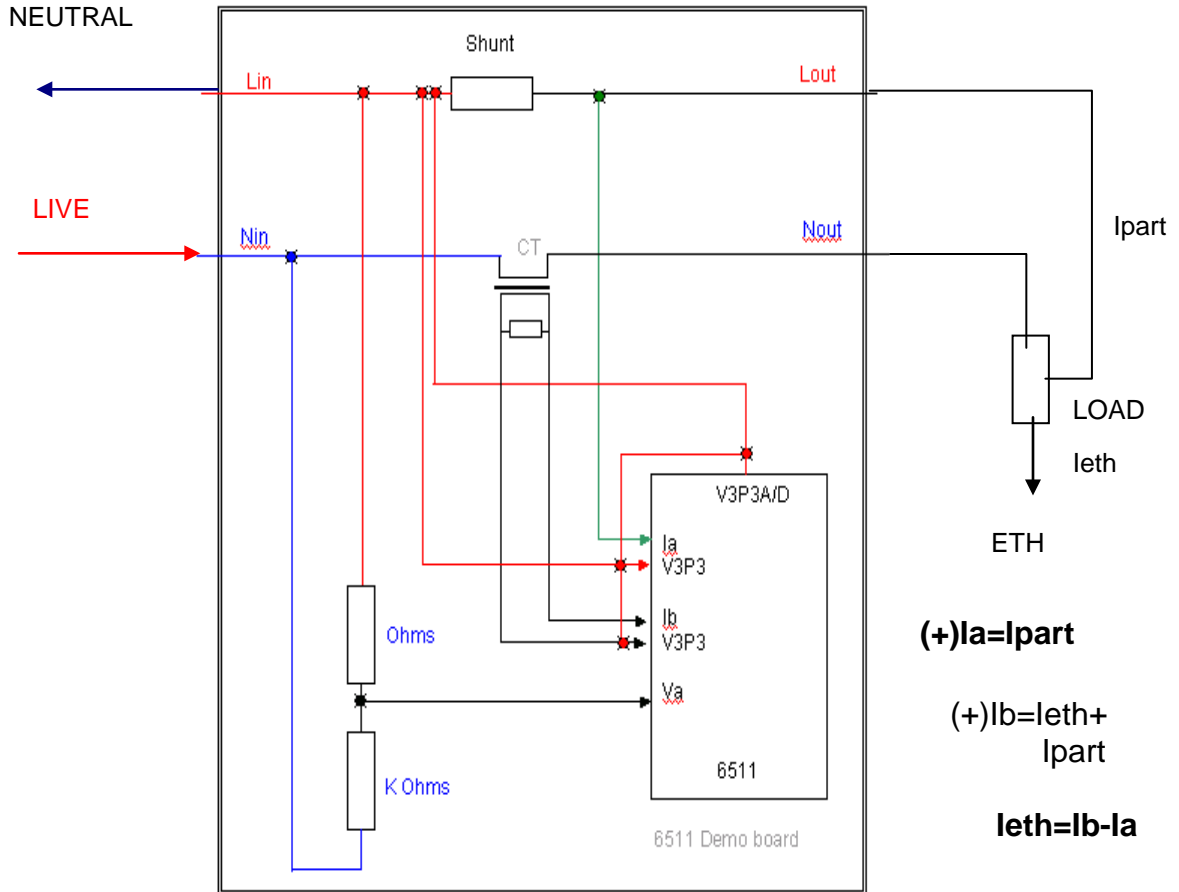 NEUTRAL
Shunt
Lin
Lout
LIVE
Nin
CT
Nout
Ipart
LOAD
Ieth
ETH
V3P3A/D
Ia
V3P3
Ib
V3P3
Va
Ohms
K Ohms
6511
6511 Demo board
(+)Ia=Ipart
(+)Ib=Ieth+
Ipart
Ieth=Ib-Ia